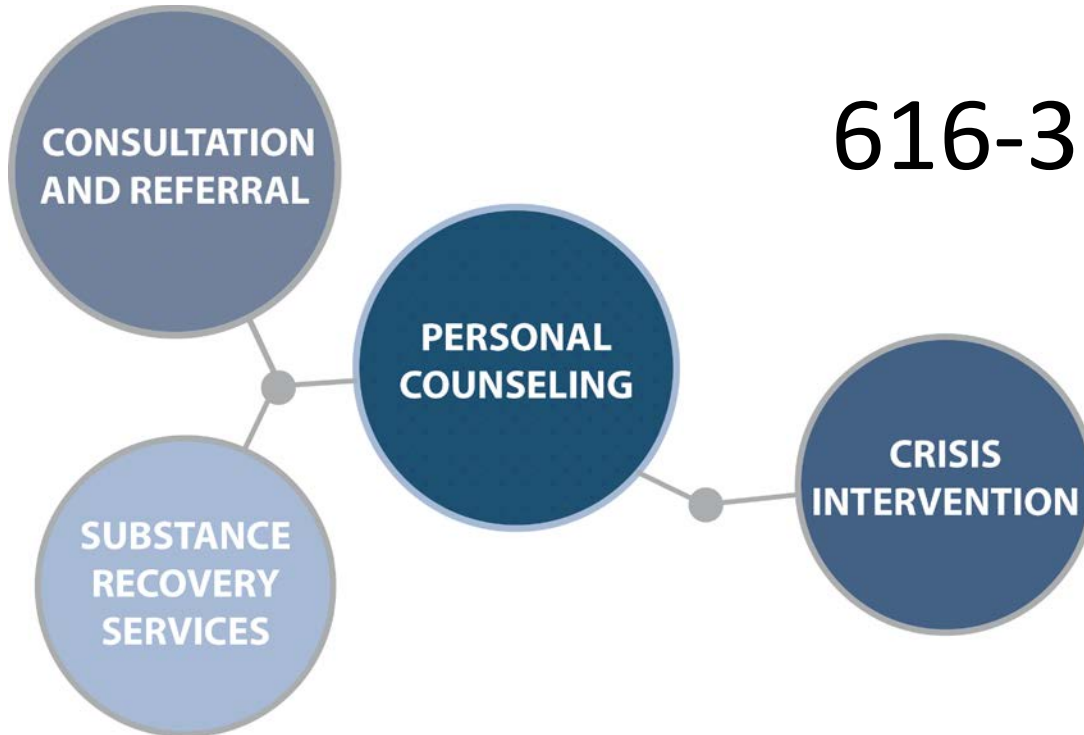 CONSULTATION
AND REFERRAL
616-3
PERSONAL
COUNSELING
CRISIS
INTERVENTION
SUBSTANCE
RECOVERY
SERVICES